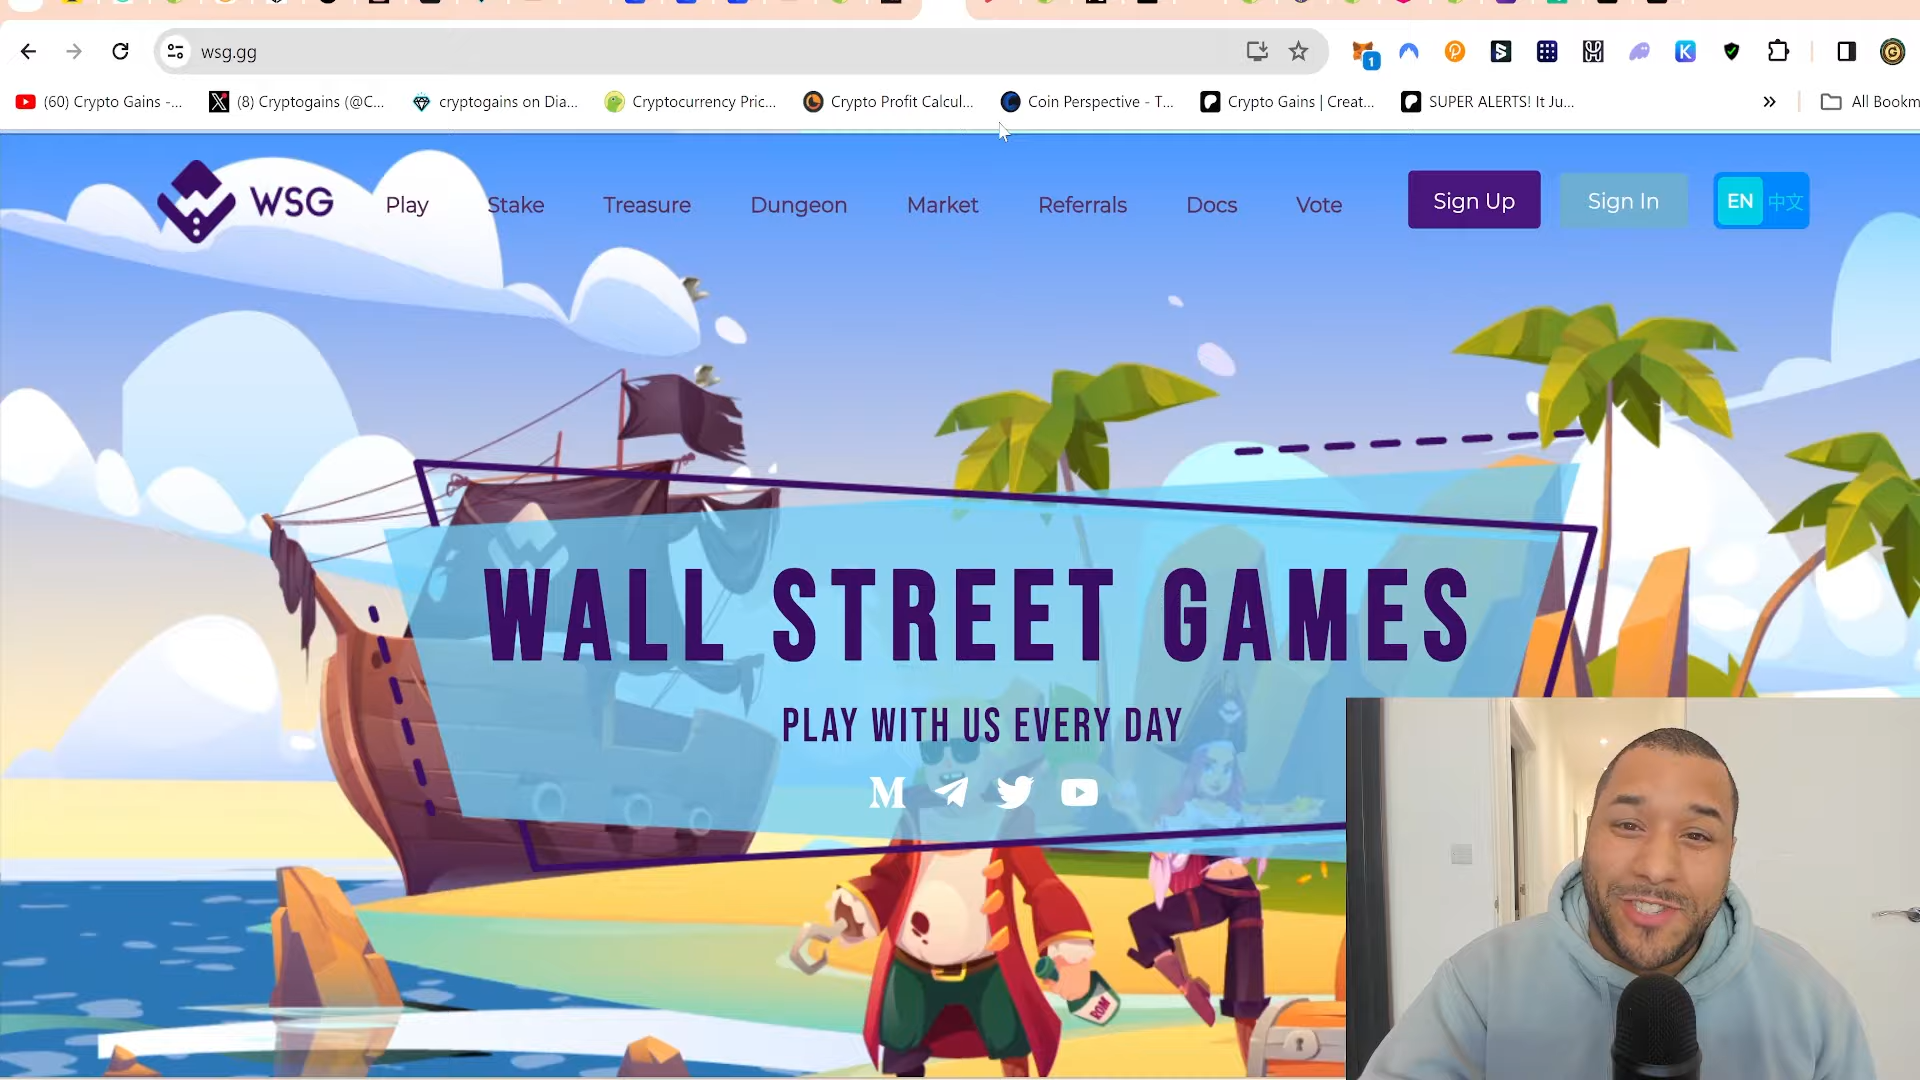 wsg.gg
1
(60) Crypto Gains -...
(8) Cryptogains (@C...
cryptogains on Dia...
Cryptocurrency Pric...
Crypto Profit Calcul...
Coin Perspective - T...
Crypto Gains | Creat...
SUPER ALERTS! It Ju...
All Bookm
WSG
Play
Stake
Treasure
Dungeon
Market
Referrals
Docs
Vote
Sign Up
Sign In
EN
中文
WALL STREET GAMES
PLAY WITH US EVERY DAY
ROM